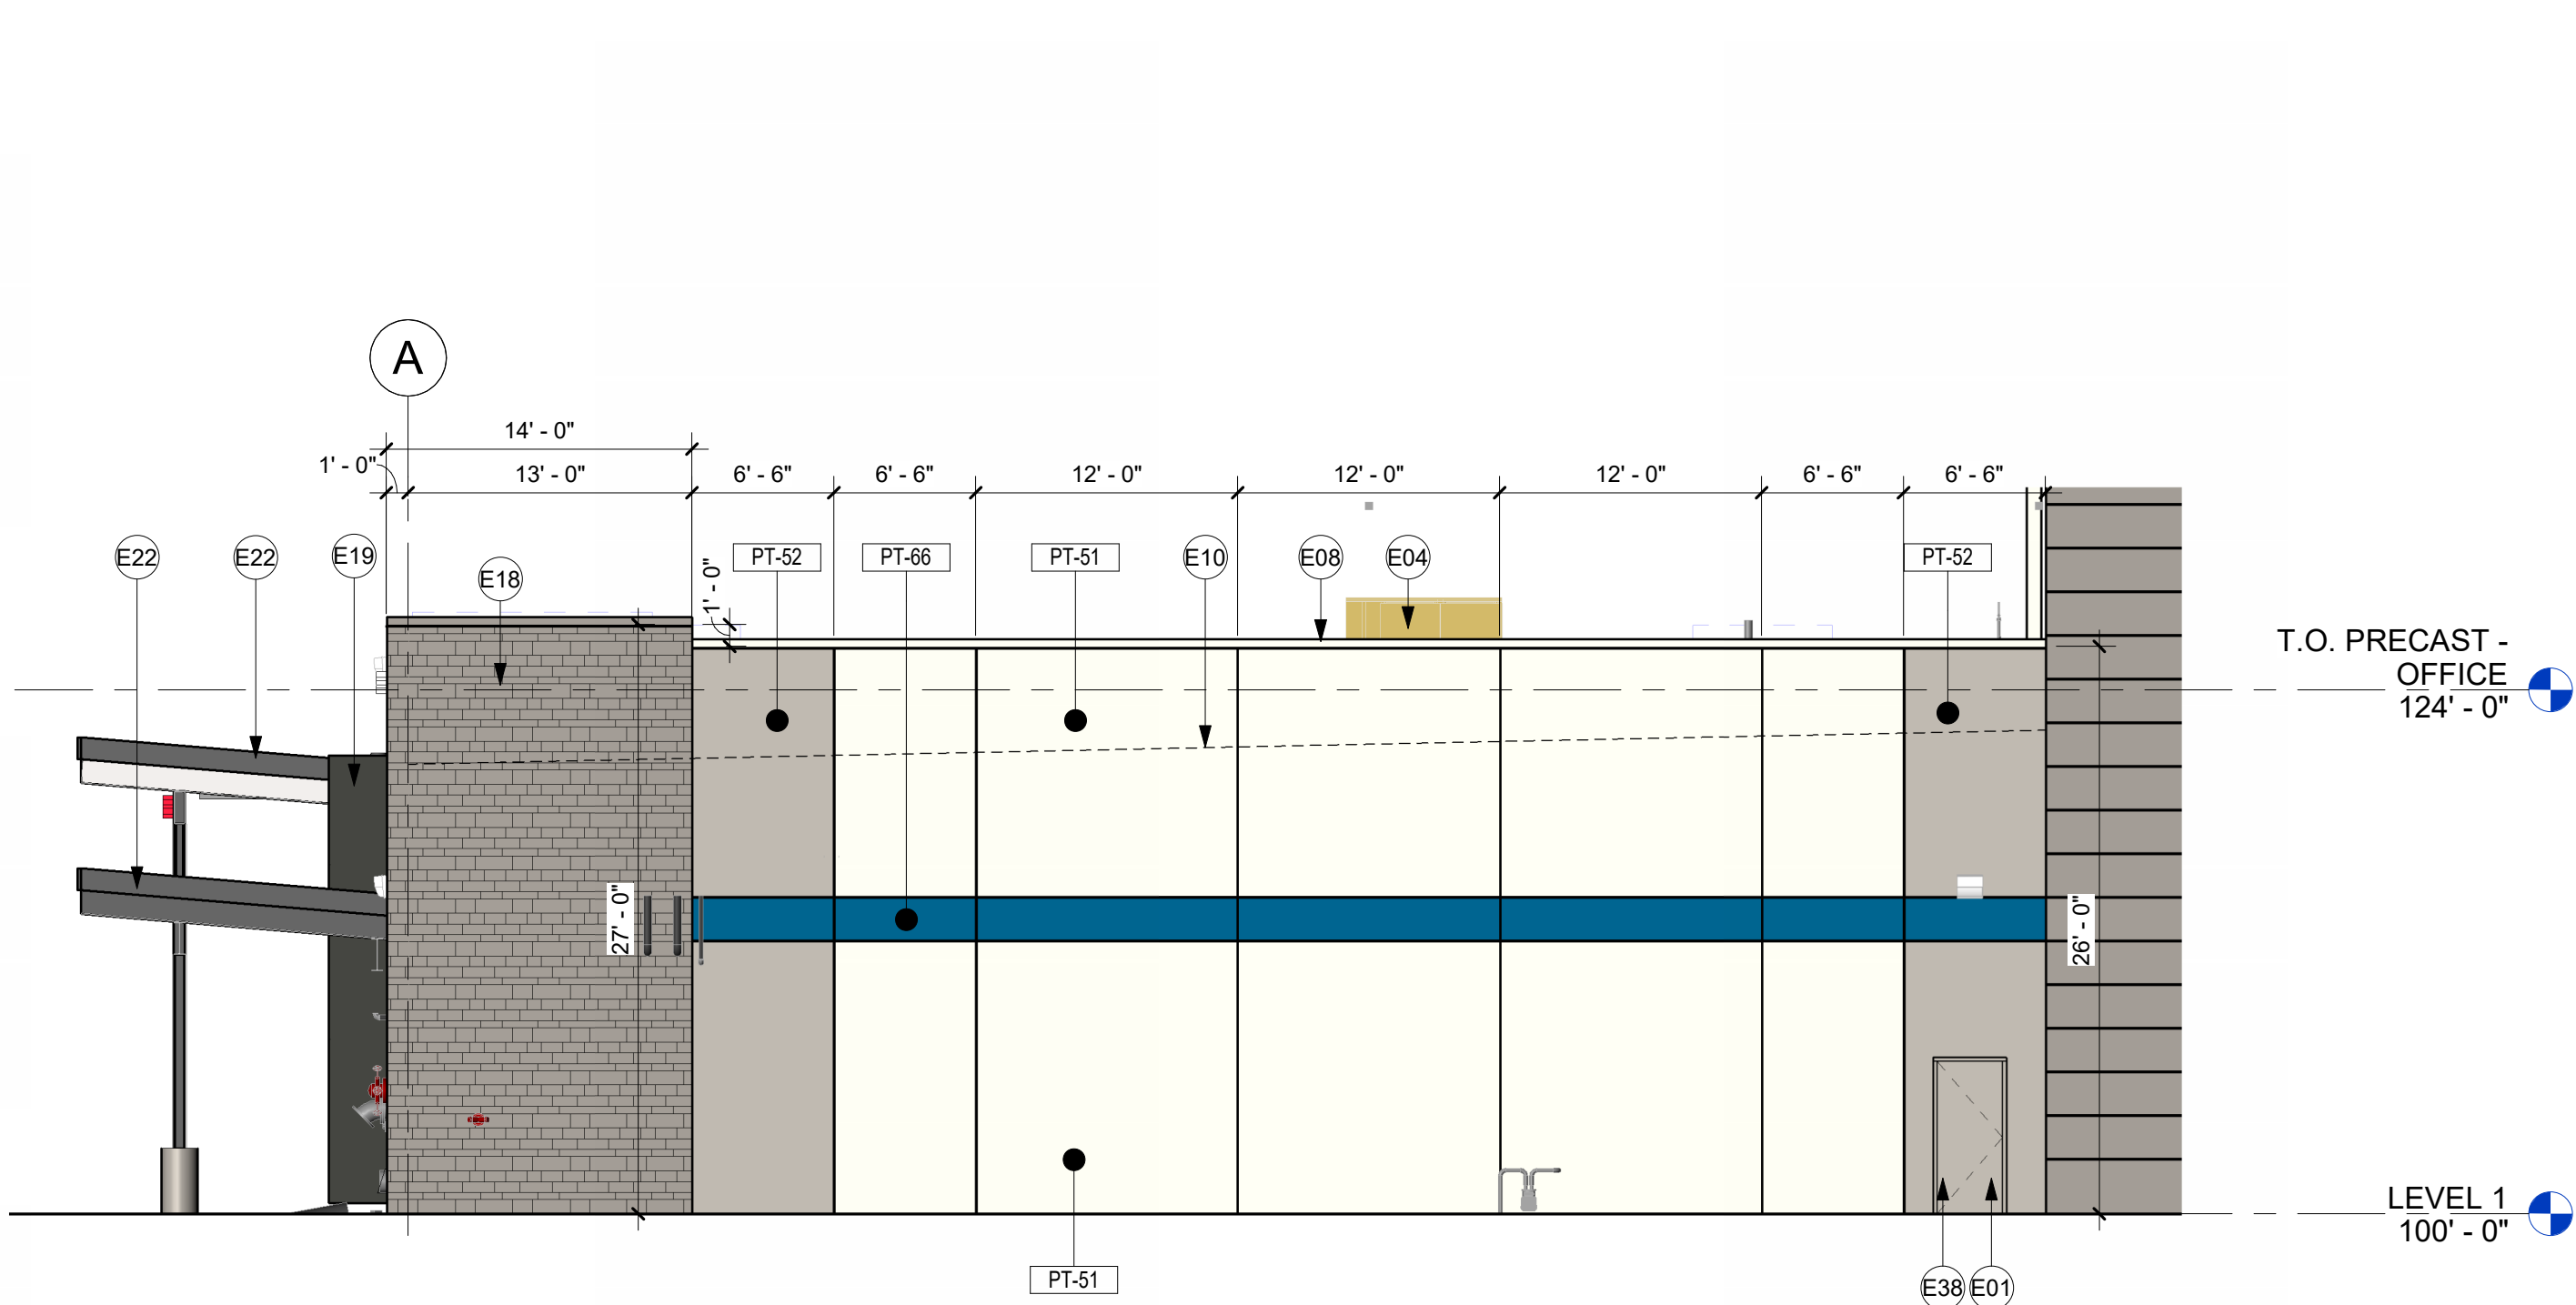 A
14' - 0"
1' - 0"
13' - 0"
6' - 6"
6' - 6"
12' - 0"
12' - 0"
12' - 0"
6' - 6"
6' - 6"
E22
E22
E19
E18
1' - 0"
PT-52
PT-66
PT-51
E10
E08
E04
PT-52
T.O. PRECAST -
OFFICE
124' - 0"
27' - 0"
26' - 0"
LEVEL 1
100' - 0"
PT-51
E38
E01